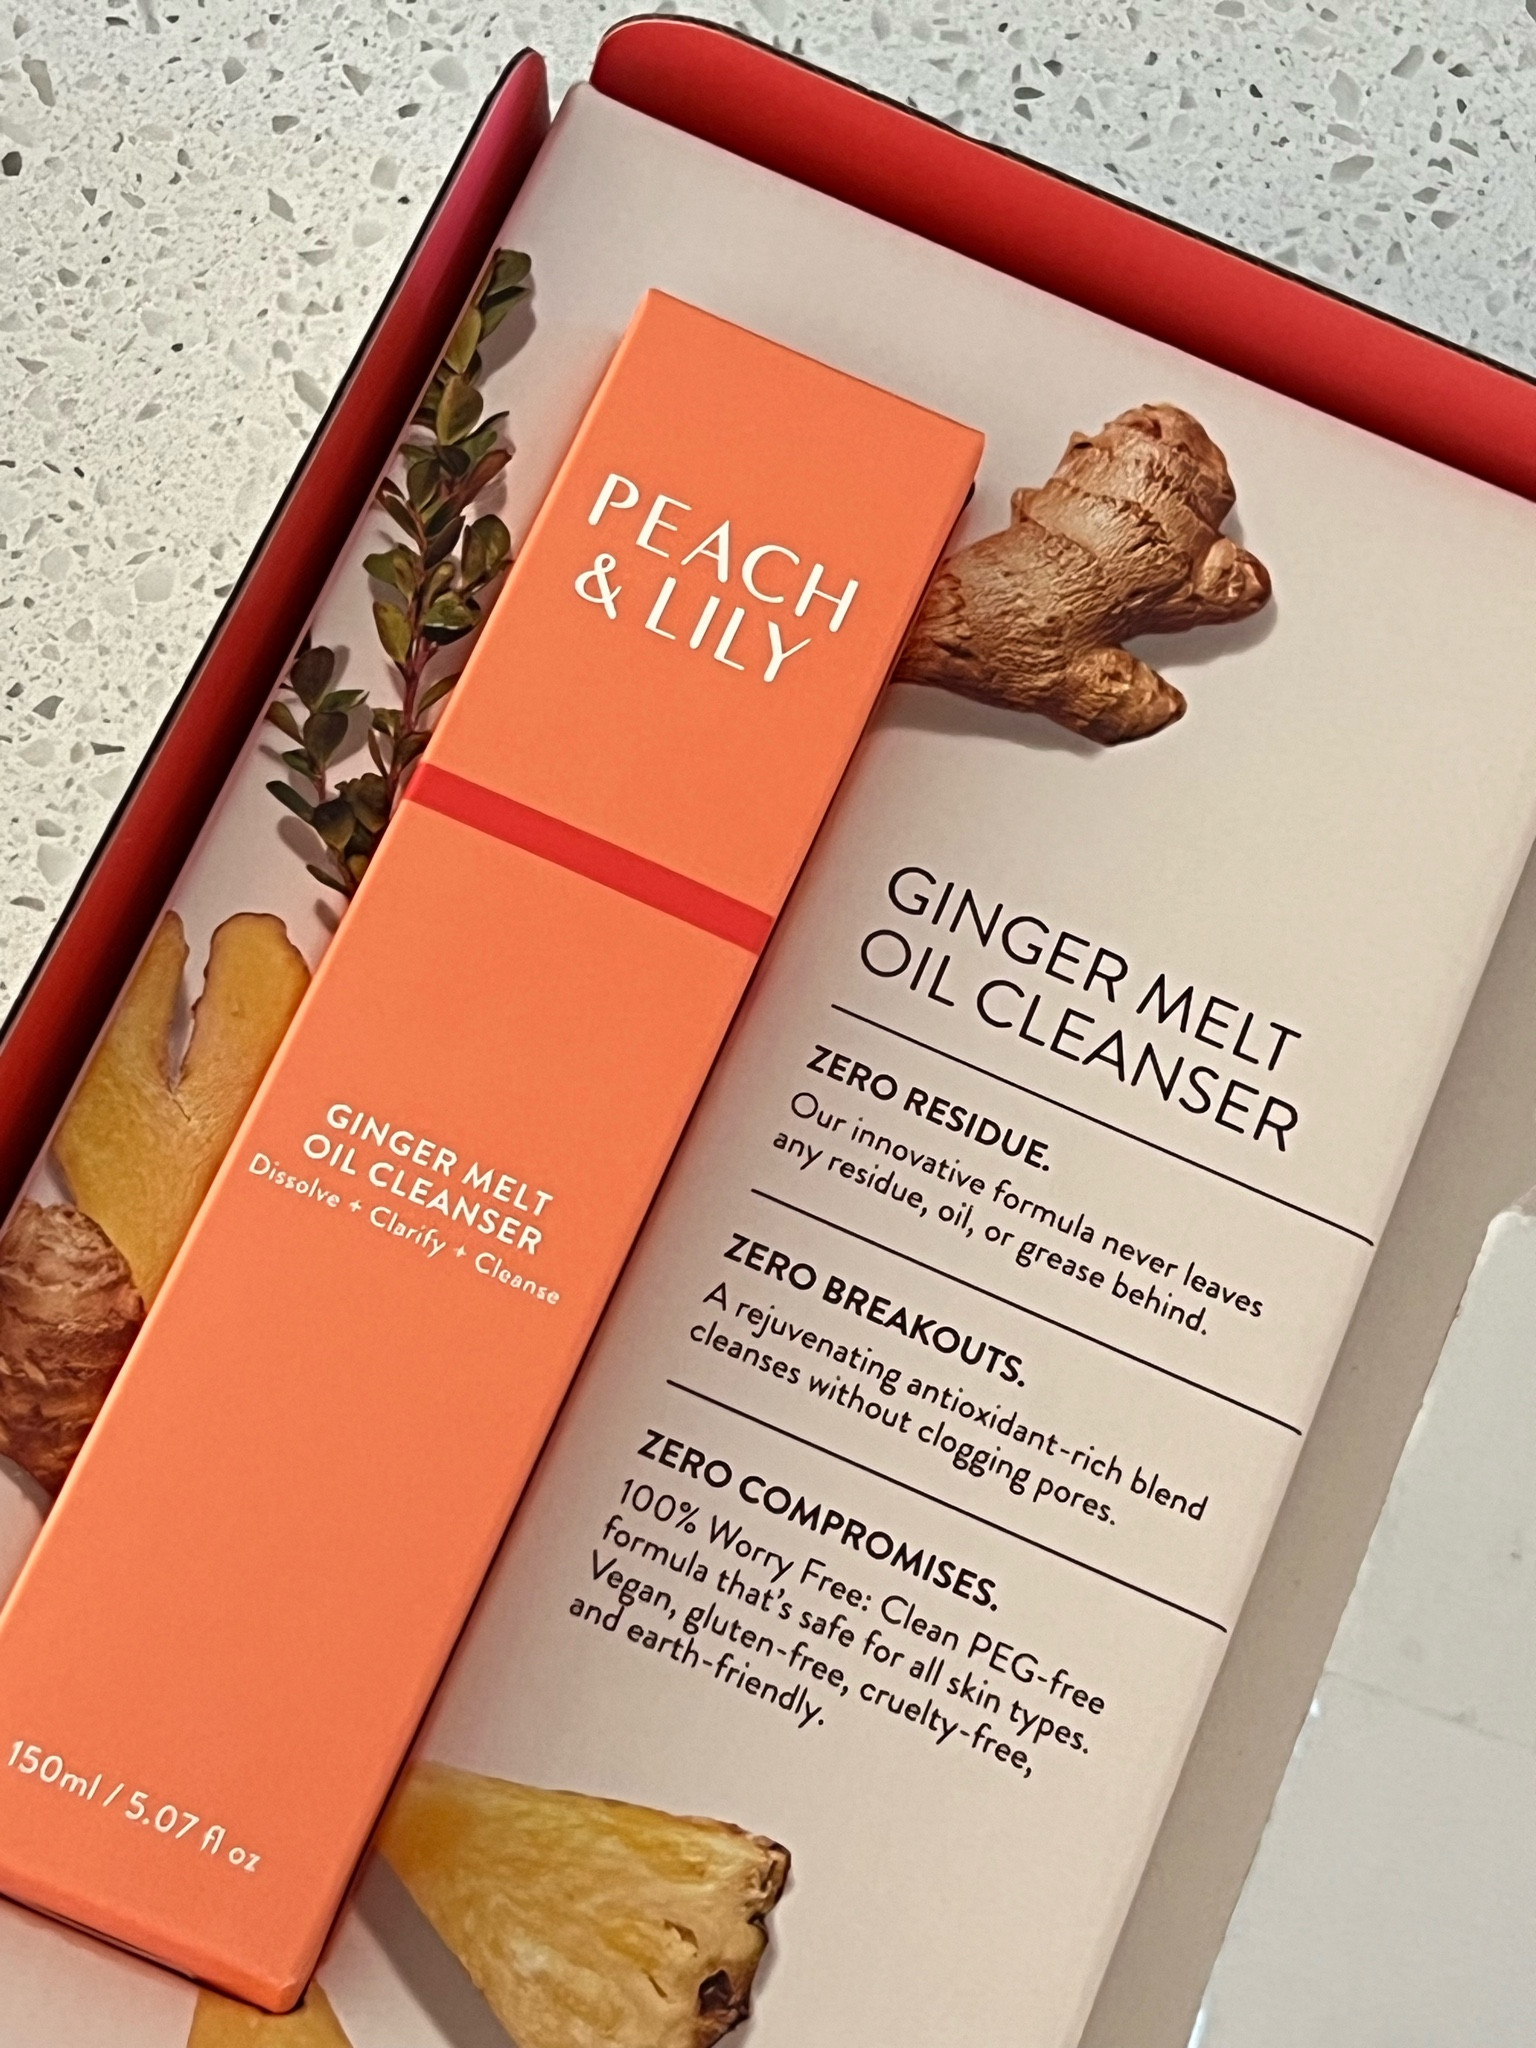 PEACH
& LILY
GINGER MELT
OIL CLEANSER
Dissolve + Clarify + Cleanse
150ml / 5.07 fl oz
GINGER MELT
OIL CLEANSER
ZERO RESIDUE.
Our innovative formula never leaves
any residue, oil, or grease behind.
ZERO BREAKOUTS.
A rejuvenating antioxidant-rich blend
cleanses without clogging pores.
ZERO COMPROMISES.
100% Worry Free: Clean PEG-free
formula that's safe for all skin types.
Vegan, gluten-free, cruelty-free,
and earth-friendly.